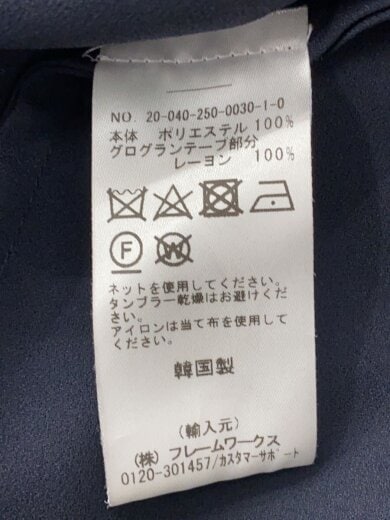 NO. 20-040-250-0030-1-0
本体 ポリエステル 100%
グログランテープ部分
レーヨン 100%
F W
ネットを使用してください。
タンブラー乾燥はお避けくだ
さい。
アイロンは当て布を使用して
ください。
韓国製
(輸入元)
(株) フレームワークス
0120-301457/カスタマーサポート